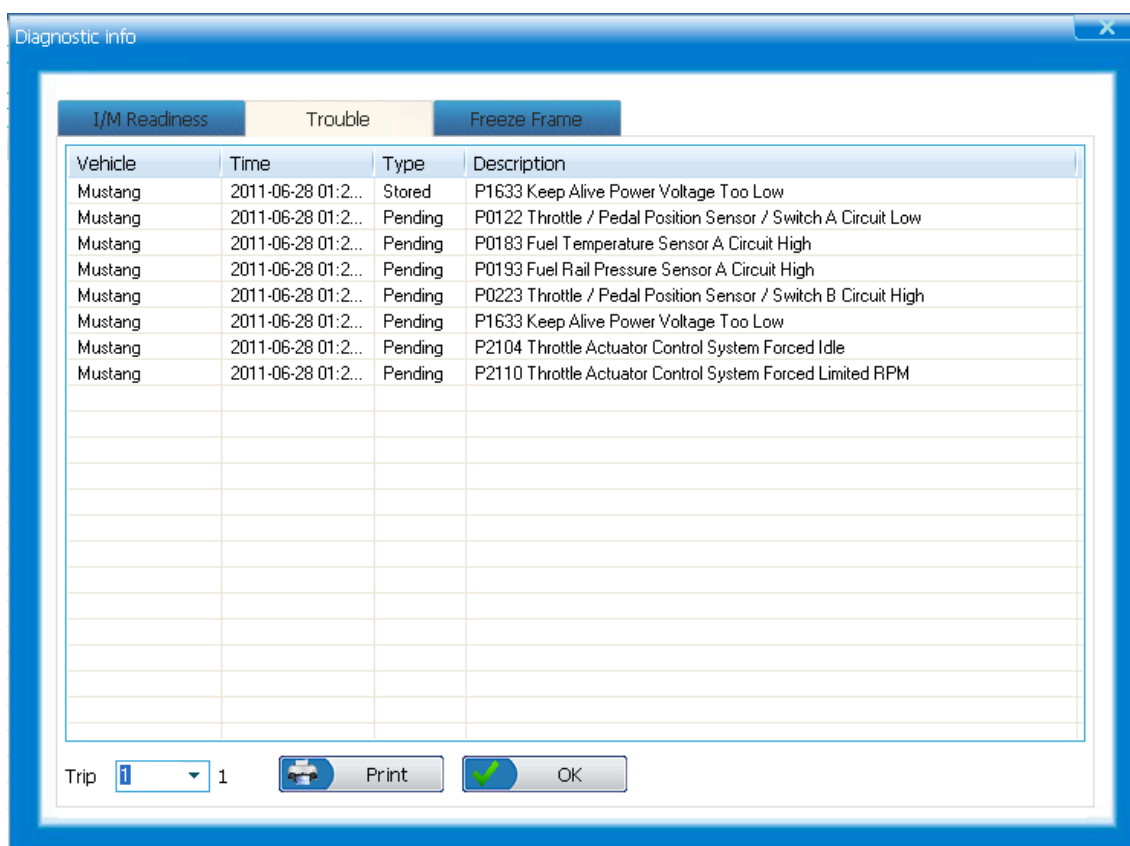 Diagnostic info
I/M Readiness Trouble Freeze Frame
Vehicle Time Type Description
Mustang 2011-06-28 01:2... Stored P1633 Keep Alive Power Voltage Too Low
Mustang 2011-06-28 01:2... Pending P0122 Throttle / Pedal Position Sensor / Switch A Circuit Low
Mustang 2011-06-28 01:2... Pending P0183 Fuel Temperature Sensor A Circuit High
Mustang 2011-06-28 01:2... Pending P0193 Fuel Rail Pressure Sensor A Circuit High
Mustang 2011-06-28 01:2... Pending P0223 Throttle / Pedal Position Sensor / Switch B Circuit High
Mustang 2011-06-28 01:2... Pending P1633 Keep Alive Power Voltage Too Low
Mustang 2011-06-28 01:2... Pending P2104 Throttle Actuator Control System Forced Idle
Mustang 2011-06-28 01:2... Pending P2110 Throttle Actuator Control System Forced Limited RPM
Trip 1 1 Print OK